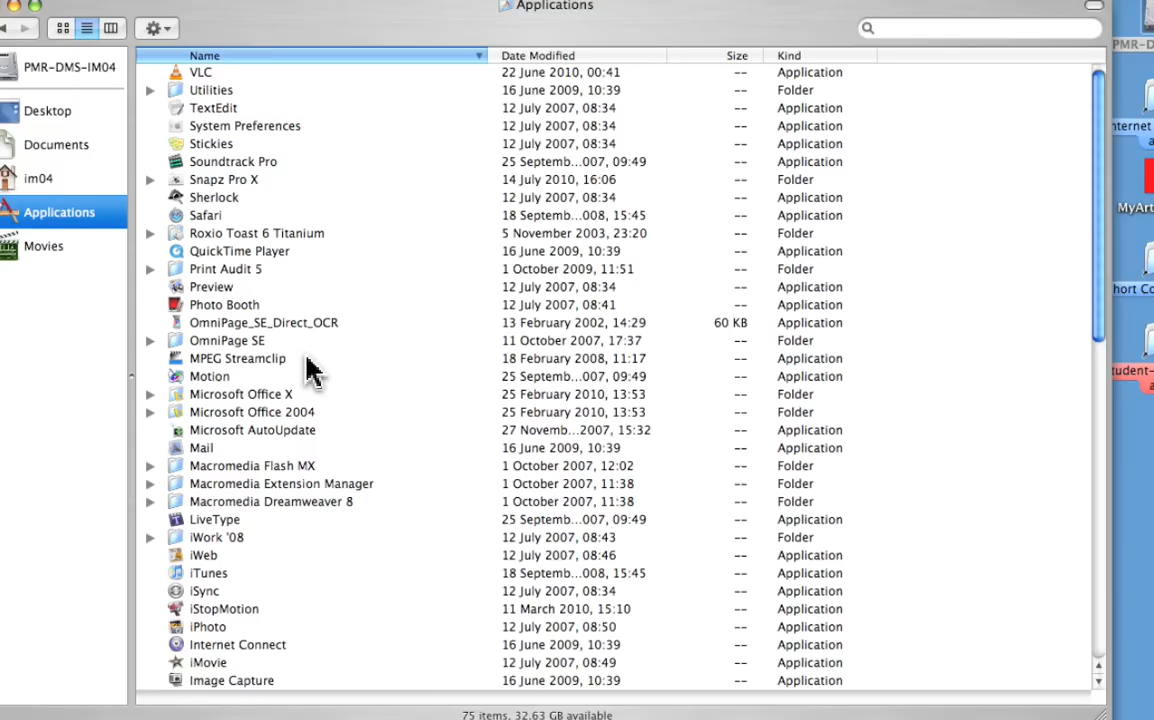 Applications
PMR-DMS-IM04
Desktop
Documents
im04
Applications
Movies
Name Date Modified Size Kind
VLC 22 June 2010, 00:41 -- Application
Utilities 16 June 2009, 10:39 -- Folder
TextEdit 12 July 2007, 08:34 -- Application
System Preferences 12 July 2007, 08:34 -- Application
Stickies 12 July 2007, 08:34 -- Application
Soundtrack Pro 25 Septemb...007, 09:49 -- Application
Snapz Pro X 14 July 2010, 16:06 -- Folder
Sherlock 12 July 2007, 08:34 -- Application
Safari 18 Septemb...008, 15:45 -- Application
Roxio Toast 6 Titanium 5 November 2003, 23:20 -- Folder
QuickTime Player 16 June 2009, 10:39 -- Application
Print Audit 5 1 October 2009, 11:51 -- Folder
Preview 12 July 2007, 08:34 -- Application
Photo Booth 12 July 2007, 08:41 -- Application
OmniPage_SE_Direct_OCR 13 February 2002, 14:29 60 KB Application
OmniPage SE 11 October 2007, 17:37 -- Folder
MPEG Streamclip 18 February 2008, 11:17 -- Application
Motion 25 Septemb...007, 09:49 -- Application
Microsoft Office X 25 February 2010, 13:53 -- Folder
Microsoft Office 2004 25 February 2010, 13:53 -- Folder
Microsoft AutoUpdate 27 Novemb...2007, 15:32 -- Application
Mail 16 June 2009, 10:39 -- Application
Macromedia Flash MX 1 October 2007, 12:02 -- Folder
Macromedia Extension Manager 1 October 2007, 11:38 -- Folder
Macromedia Dreamweaver 8 1 October 2007, 11:38 -- Folder
LiveType 25 Septemb...007, 09:49 -- Application
iWork '08 12 July 2007, 08:43 -- Folder
iWeb 12 July 2007, 08:46 -- Application
iTunes 18 Septemb...008, 15:45 -- Application
iSync 12 July 2007, 08:34 -- Application
iStopMotion 11 March 2010, 15:10 -- Application
iPhoto 12 July 2007, 08:50 -- Application
Internet Connect 16 June 2009, 10:39 -- Application
iMovie 12 July 2007, 08:49 -- Application
Image Capture 16 June 2009, 10:39 -- Application
75 items, 32.63 GB available
PMR-D
nternet
a
MyArt
hort Co
tudent-
a